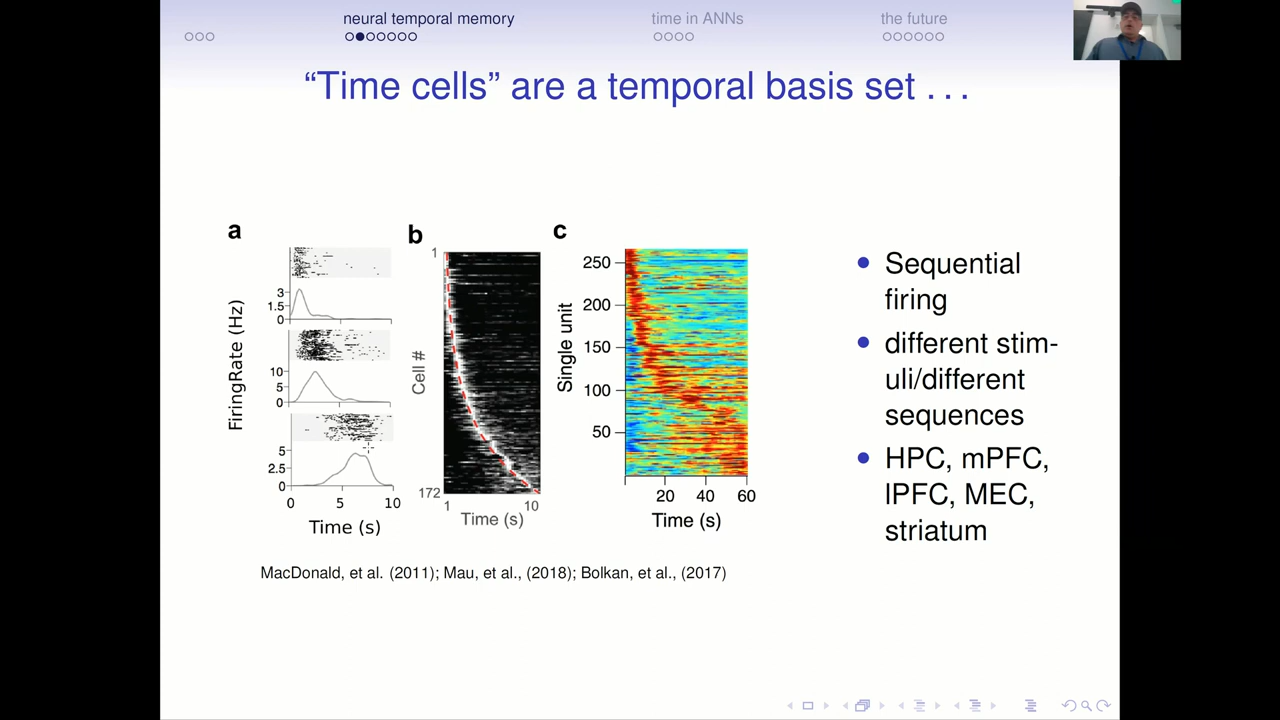 neural temporal memory
time in ANNs
the future
“Time cells” are a temporal basis set . . .
a
b
c
FiringRate (Hz)
3
1.5
0
10
5
0
5
2.5
0
0 5 10
Time (s)
1
Cell #
172
1 10
Time (s)
Single unit
250
200
150
100
50
20 40 60
Time (s)
Sequential
firing
different stim-
uli/different
sequences
HPC, mPFC,
lPFC, MEC,
striatum
MacDonald, et al. (2011); Mau, et al., (2018); Bolkan, et al., (2017)